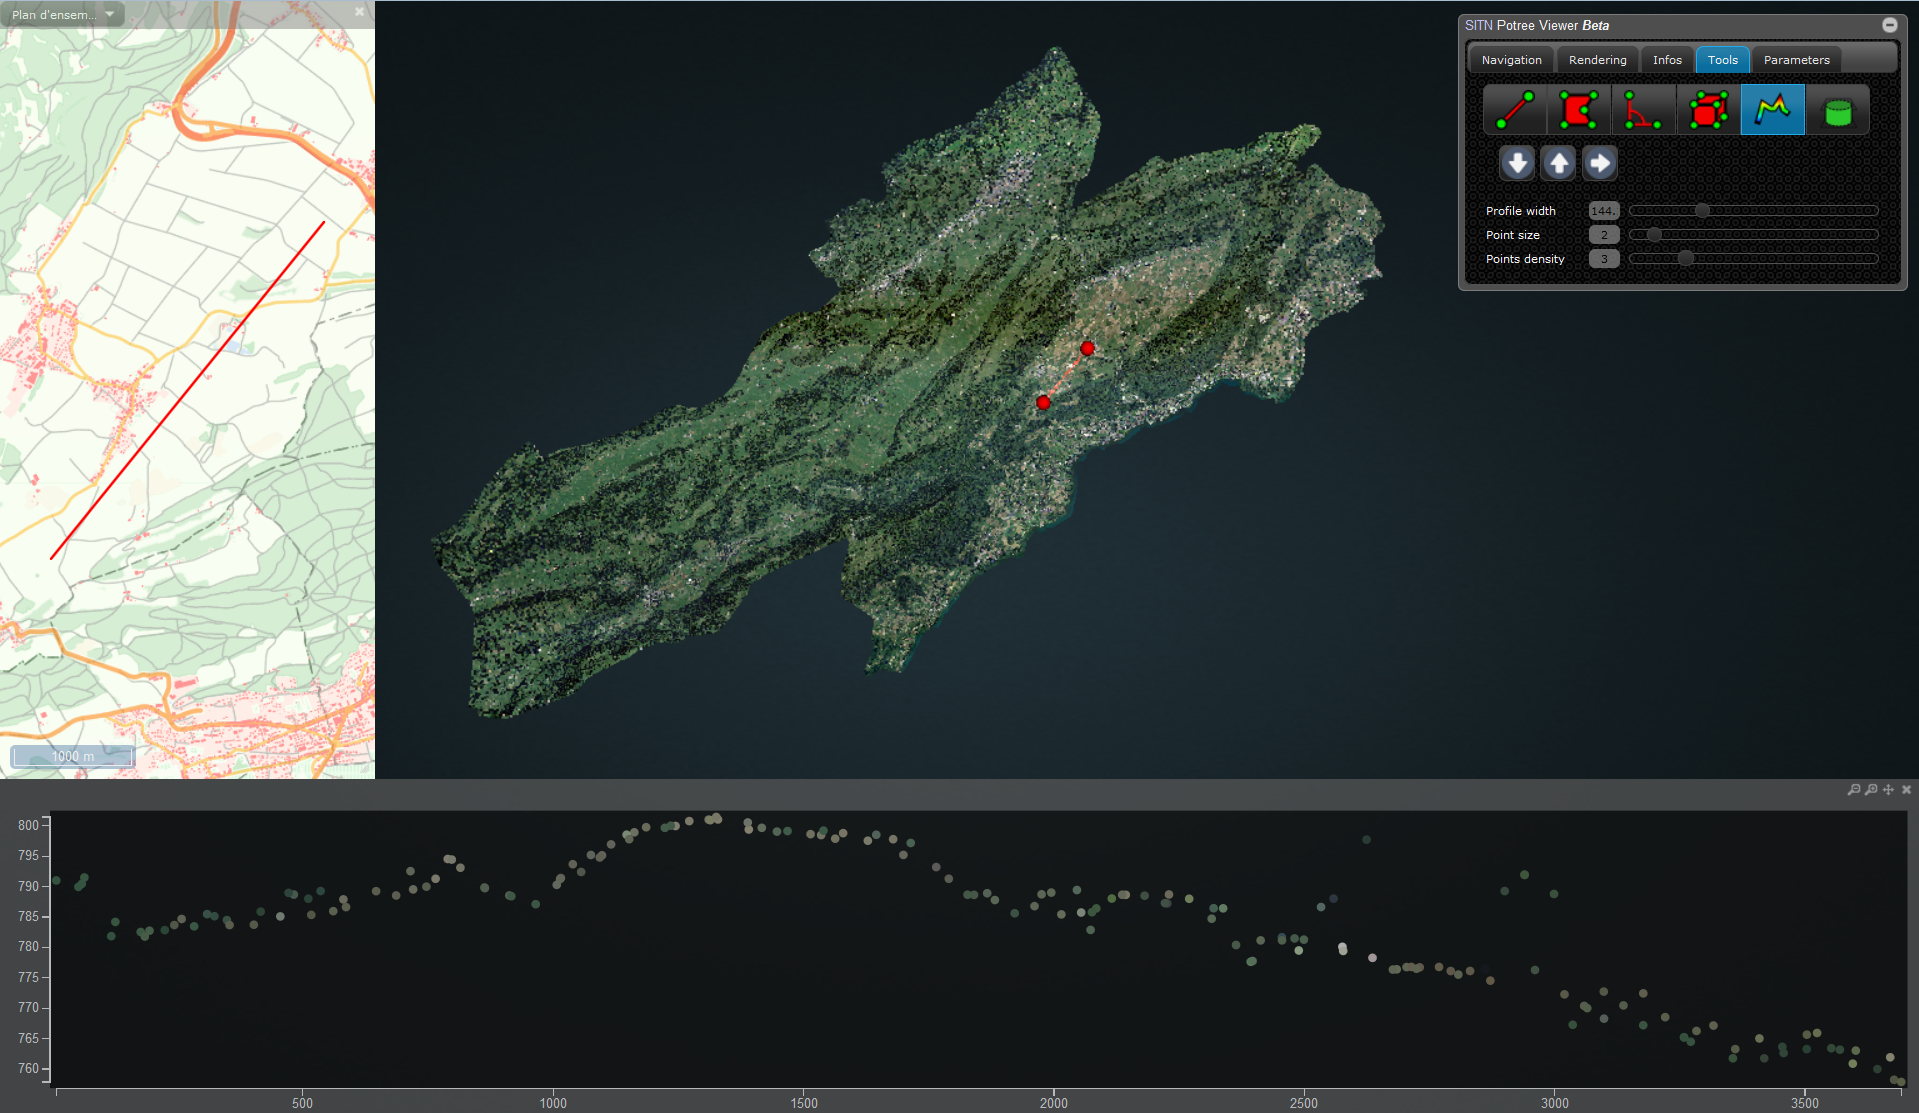 Plan d'ensem...
SITN Potree Viewer Beta
Navigation
Rendering
Infos
Tools
Parameters
Profile width
144.
Point size
2
Points density
3
1000 m
800
795
790
785
780
775
770
765
760
500
1000
1500
2000
2500
3000
3500